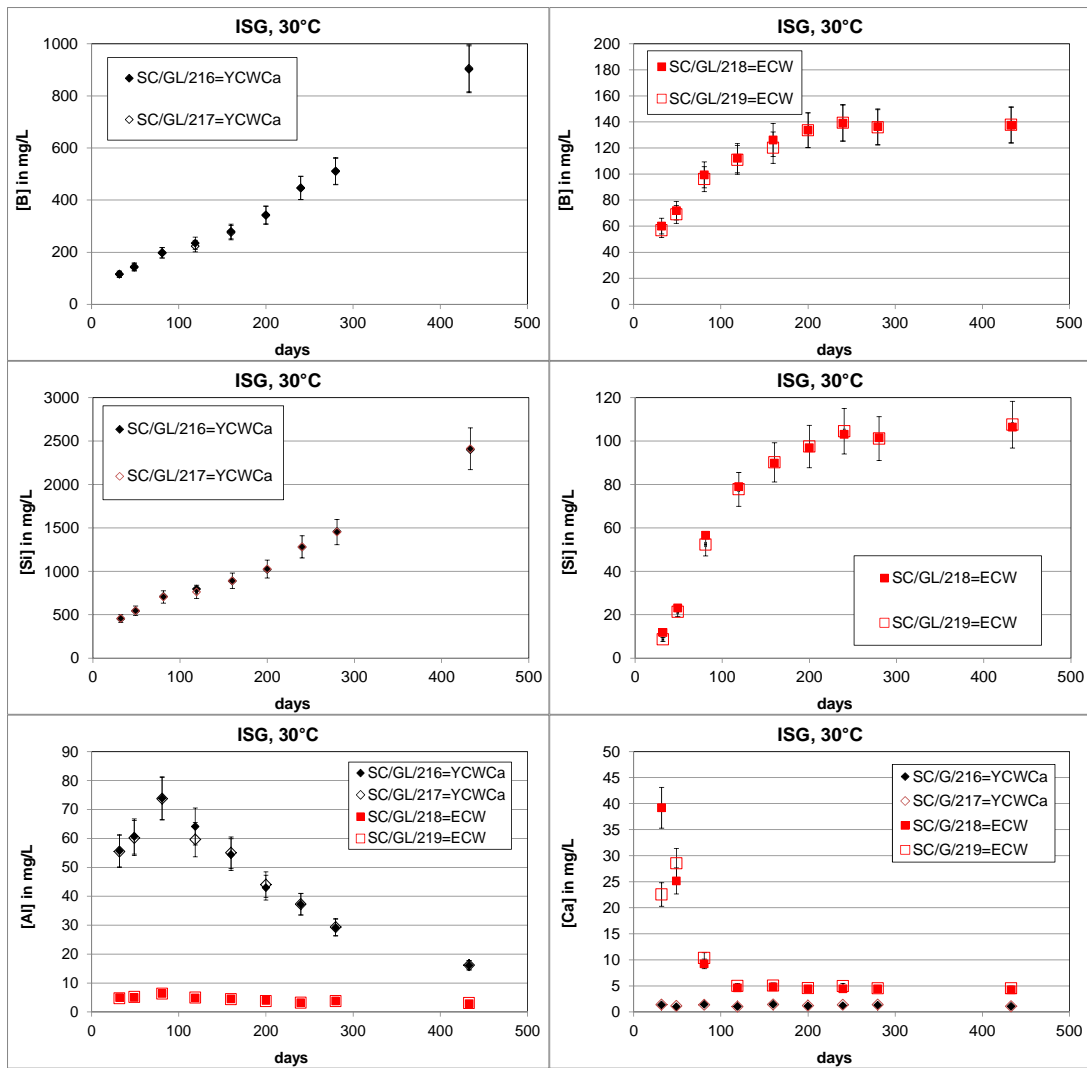 ISG, 30°C
1000
800
600
400
200
0
[B] in mg/L
SC/GL/216=YCWCa
SC/GL/217=YCWCa
0 100 200 300 400 500
days
ISG, 30°C
200
180
160
140
120
100
80
60
40
20
0
[B] in mg/L
SC/GL/218=ECW
SC/GL/219=ECW
0 100 200 300 400 500
days
ISG, 30°C
3000
2500
2000
1500
1000
500
0
[Si] in mg/L
SC/GL/216=YCWCa
SC/GL/217=YCWCa
0 100 200 300 400 500
days
ISG, 30°C
120
100
80
60
40
20
0
[Si] in mg/L
SC/GL/218=ECW
SC/GL/219=ECW
0 100 200 300 400 500
days
ISG, 30°C
90
80
70
60
50
40
30
20
10
0
[Al] in mg/L
SC/GL/216=YCWCa
SC/GL/217=YCWCa
SC/GL/218=ECW
SC/GL/219=ECW
0 100 200 300 400 500
days
ISG, 30°C
50
45
40
35
30
25
20
15
10
5
0
[Ca] in mg/L
SC/G/216=YCWCa
SC/G/217=YCWCa
SC/G/218=ECW
SC/G/219=ECW
0 100 200 300 400 500
days